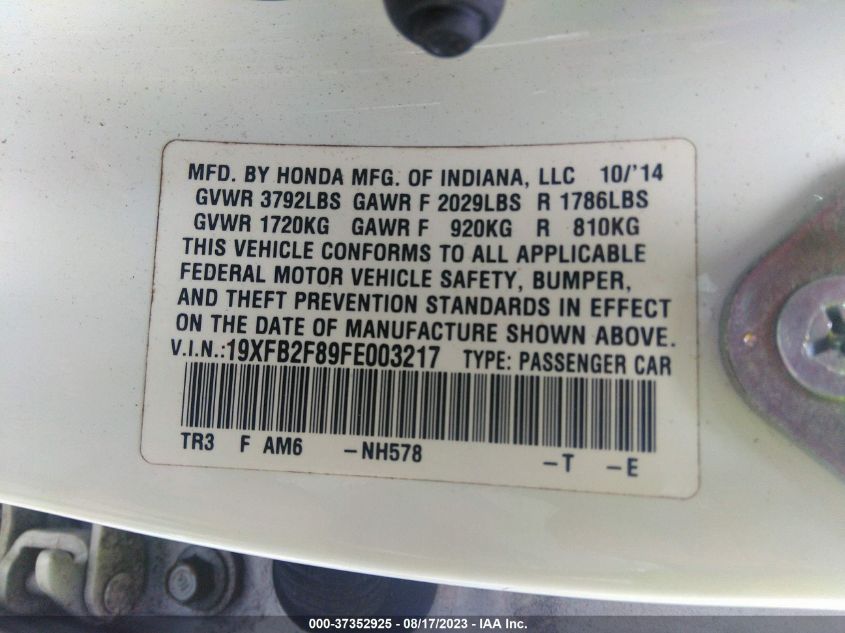 MFD. BY HONDA MFG. OF INDIANA, LLC 10/'14
GVWR 3792LBS GAWR F 2029LBS R 1786LBS
GVWR 1720KG GAWR F 920KG R 810KG
THIS VEHICLE CONFORMS TO ALL APPLICABLE
FEDERAL MOTOR VEHICLE SAFETY, BUMPER,
AND THEFT PREVENTION STANDARDS IN EFFECT
ON THE DATE OF MANUFACTURE SHOWN ABOVE.
V.I.N.:19XFB2F89FE003217 TYPE: PASSENGER CAR
TR3 F AM6 -NH578 -T -E
000-37352925 - 08/17/2023 - IAA Inc.